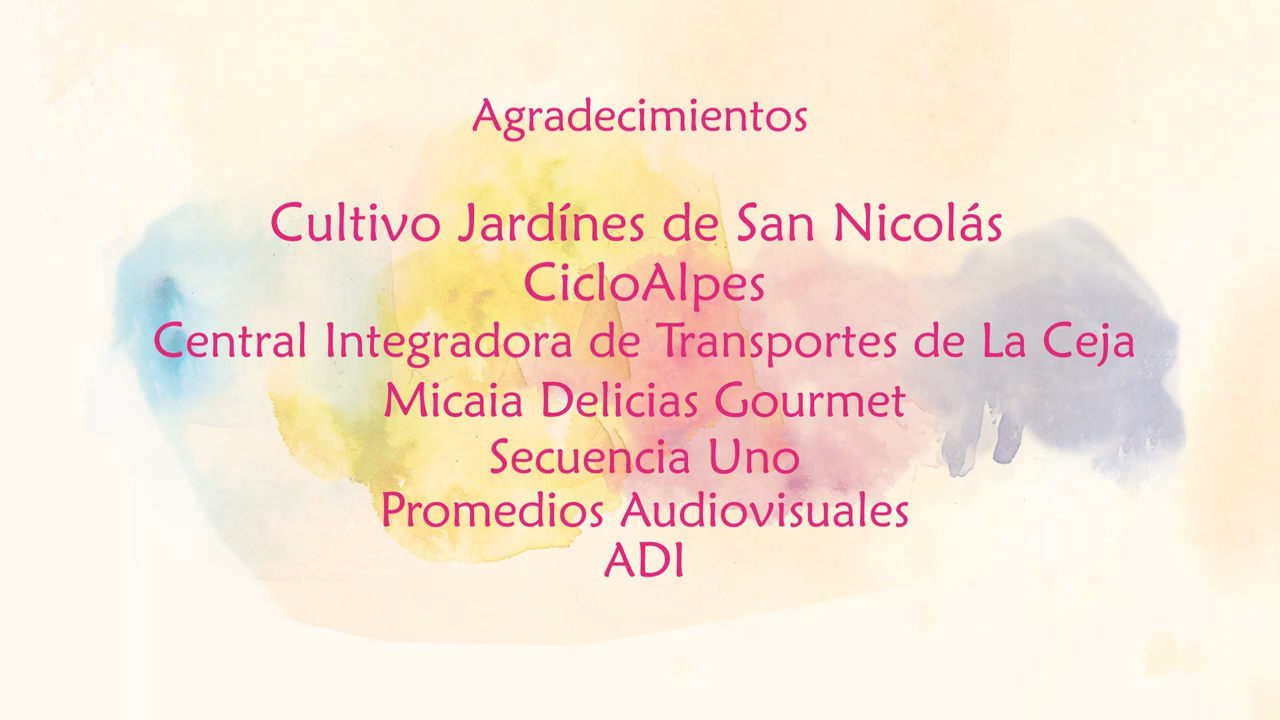 Agradecimientos
Cultivo Jardínes de San Nicolás
CicloAlpes
Central Integradora de Transportes de La Ceja
Micaia Delicias Gourmet
Secuencia Uno
Promedios Audiovisuales
ADI